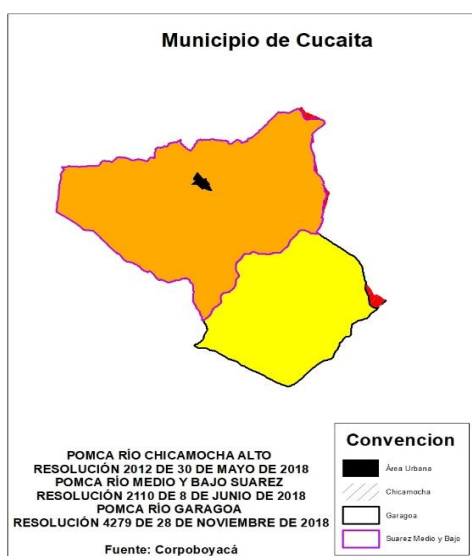 Municipio de Cucaita
POMCA RÍO CHICAMOCHA ALTO
RESOLUCIÓN 2012 DE 30 DE MAYO DE 2018
POMCA RÍO MEDIO Y BAJO SUAREZ
RESOLUCIÓN 2110 DE 8 DE JUNIO DE 2018
POMCA RÍO GARAGOA
RESOLUCIÓN 4279 DE 28 DE NOVIEMBRE DE 2018
Fuente: Corpoboyacá
Convencion
Área Urbana
Chicamocha
Garagoa
Suarez Medio y Bajo